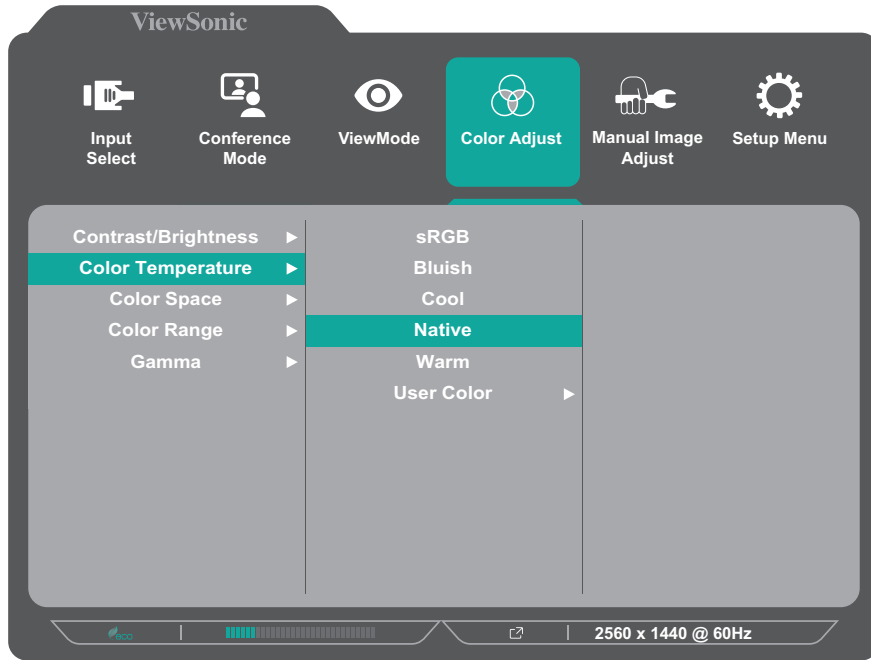 ViewSonic
Input
Select
Conference
Mode
ViewMode
Color Adjust
Manual Image
Adjust
Setup Menu
Contrast/Brightness
Color Temperature
Color Space
Color Range
Gamma
sRGB
Bluish
Cool
Native
Warm
User Color
eco
2560 x 1440 @ 60Hz